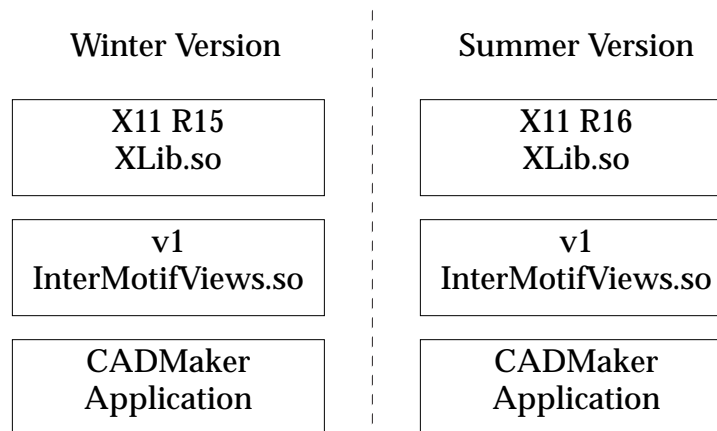 Winter Version
Summer Version
X11 R15
XLib.so
X11 R16
XLib.so
v1
InterMotifViews.so
v1
InterMotifViews.so
CADMaker
Application
CADMaker
Application